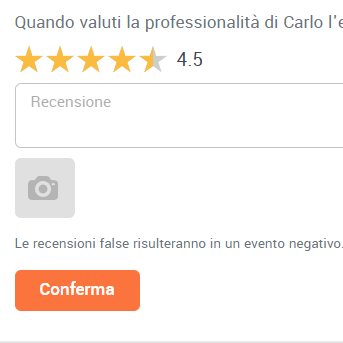 Quando valuti la professionalità di Carlo l'e
4.5
Recensione
Le recensioni false risulteranno in un evento negativo.
Conferma